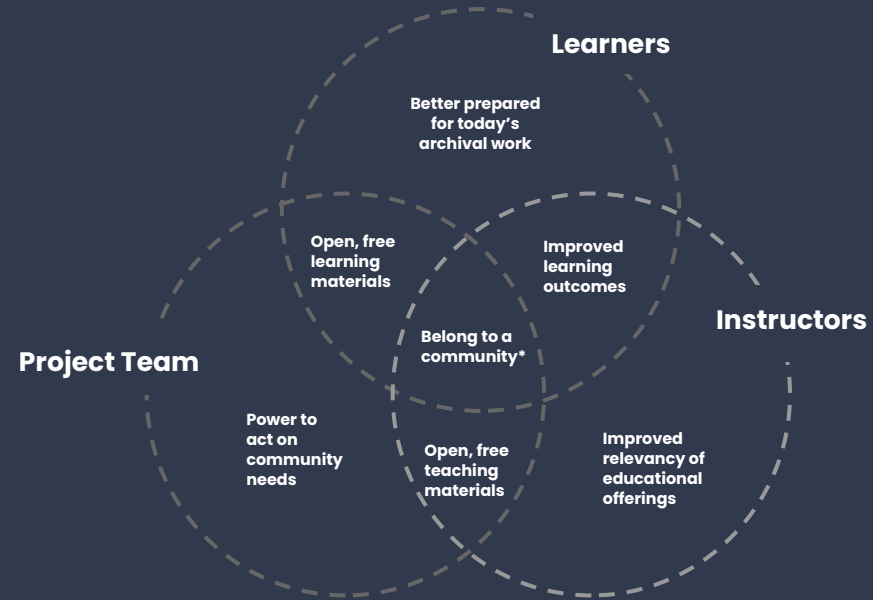 Learners
Better prepared
for today’s
archival work
Open, free
learning
materials
Improved
learning
outcomes
Instructors
Belong to a
community*
Project Team
Power to
act on
community
needs
Open, free
teaching
materials
Improved
relevancy of
educational
offerings